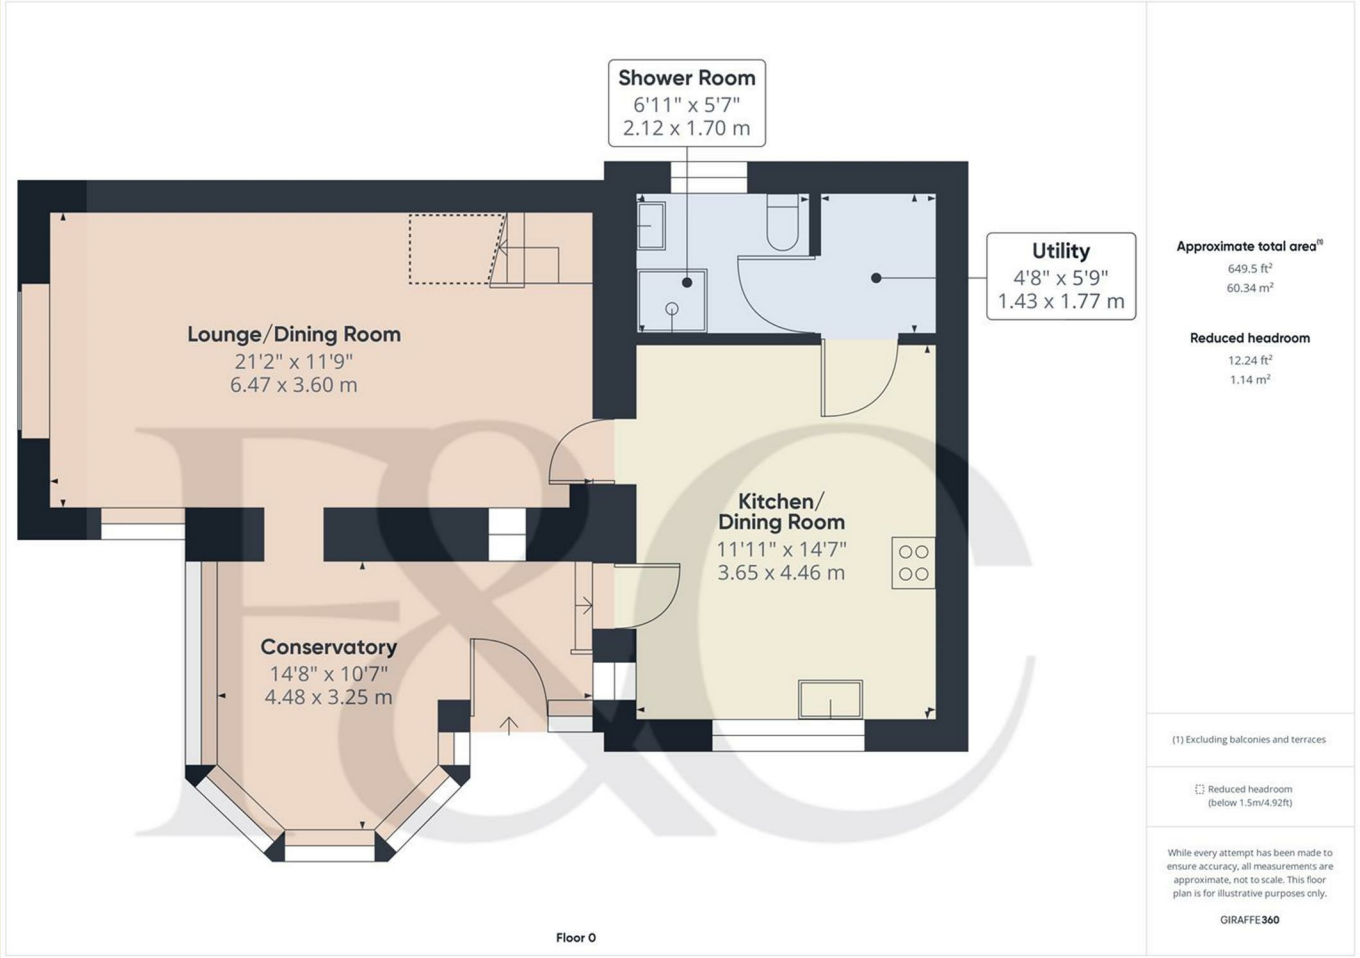 Shower Room
6'11" x 5'7"
2.12 x 1.70 m
Utility
4'8" x 5'9"
1.43 x 1.77 m
Lounge/Dining Room
21'2" x 11'9"
6.47 x 3.60 m
Kitchen/
Dining Room
11'11" x 14'7"
3.65 x 4.46 m
Conservatory
14'8" x 10'7"
4.48 x 3.25 m
F&C
Floor 0
Approximate total area(1)
649.5 ft²
60.34 m²
Reduced headroom
12.24 ft²
1.14 m²
(1) Excluding balconies and terraces
Reduced headroom
(below 1.5m/4.92ft)
While every attempt has been made to
ensure accuracy, all measurements are
approximate, not to scale. This floor
plan is for illustrative purposes only.
GIRAFFE360